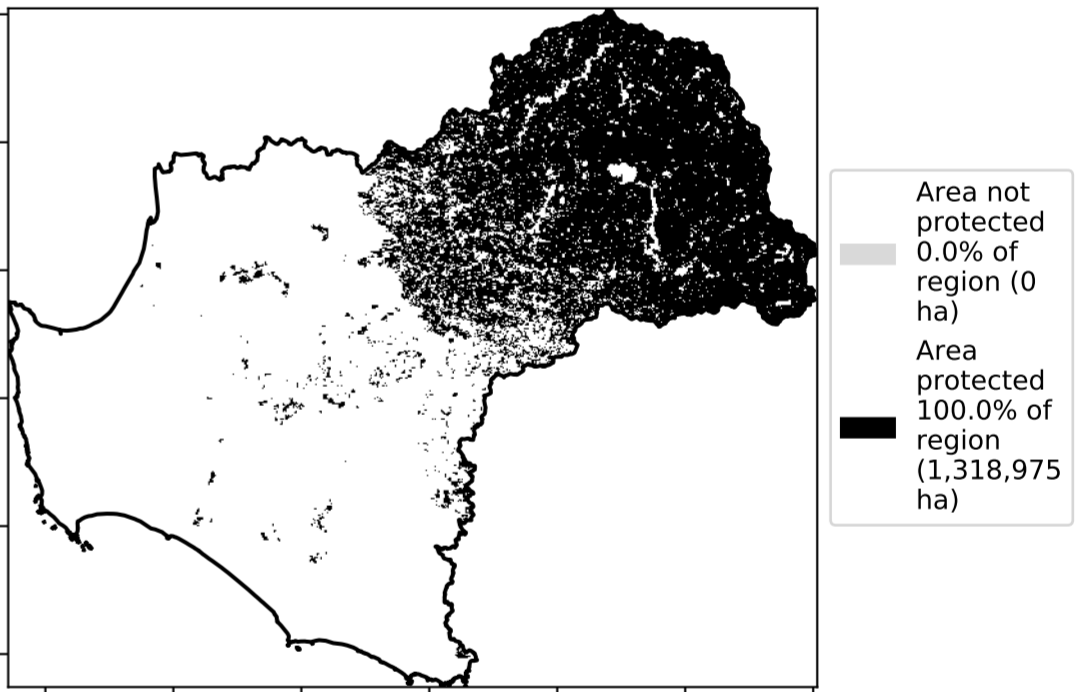 Area not
protected
0.0% of
region (0
ha)
Area
protected
100.0% of
region
(1,318,975
ha)